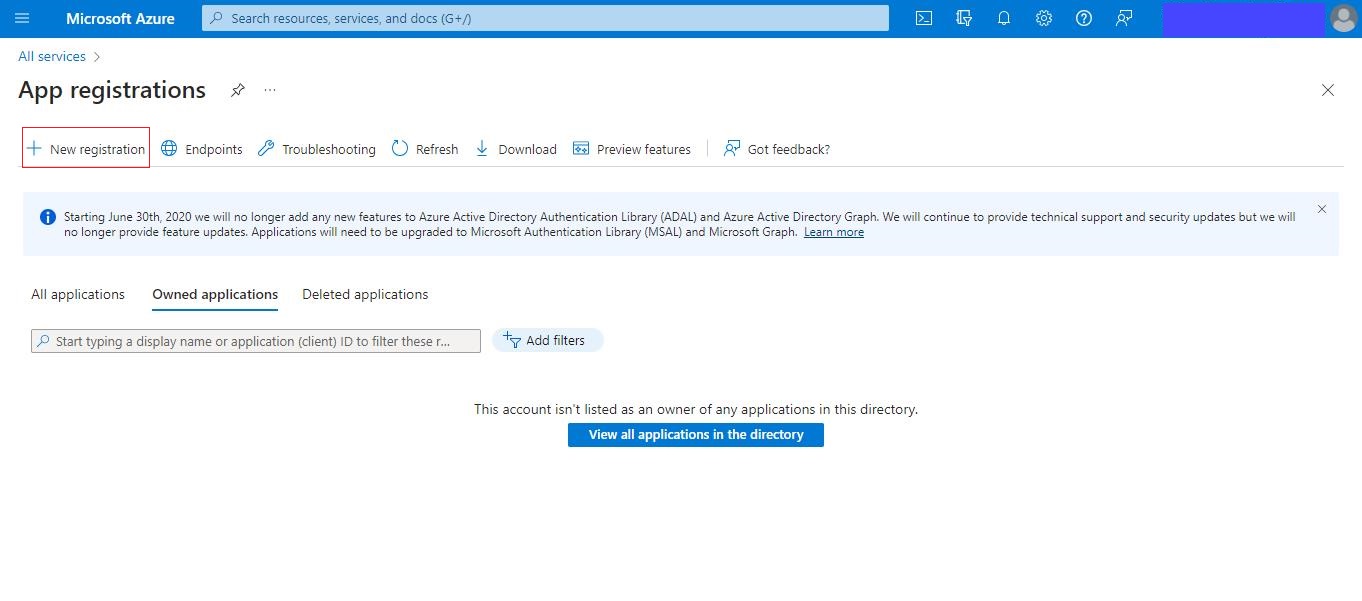 Microsoft Azure
Search resources, services, and docs (G+/)
All services
App registrations
New registration
Endpoints
Troubleshooting
Refresh
Download
Preview features
Got feedback?
Starting June 30th, 2020 we will no longer add any new features to Azure Active Directory Authentication Library (ADAL) and Azure Active Directory Graph. We will continue to provide technical support and security updates but we will
no longer provide feature updates. Applications will need to be upgraded to Microsoft Authentication Library (MSAL) and Microsoft Graph. Learn more
All applications
Owned applications
Deleted applications
Start typing a display name or application (client) ID to filter these r...
Add filters
This account isn't listed as an owner of any applications in this directory.
View all applications in the directory